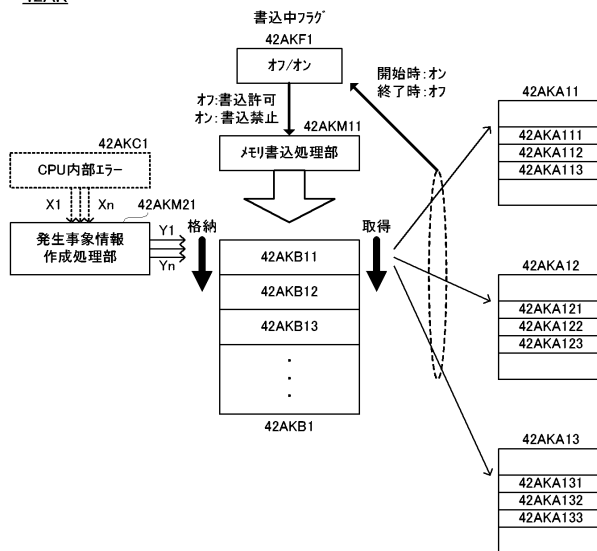 42AK
書込中フラグ
42AKF1
オフ/オン
開始時:オン
終了時:オフ
オフ:書込許可
オン:書込禁止
42AKM11
メモリ書込処理部
42AKC1
CPU内部エラー
X1
Xn
42AKM21
発生事象情報
作成処理部
Y1
Yn
格納
取得
42AKB11
42AKB12
42AKB13
・
・
・
42AKB1
42AKA11
42AKA111
42AKA112
42AKA113
42AKA12
42AKA121
42AKA122
42AKA123
42AKA13
42AKA131
42AKA132
42AKA133